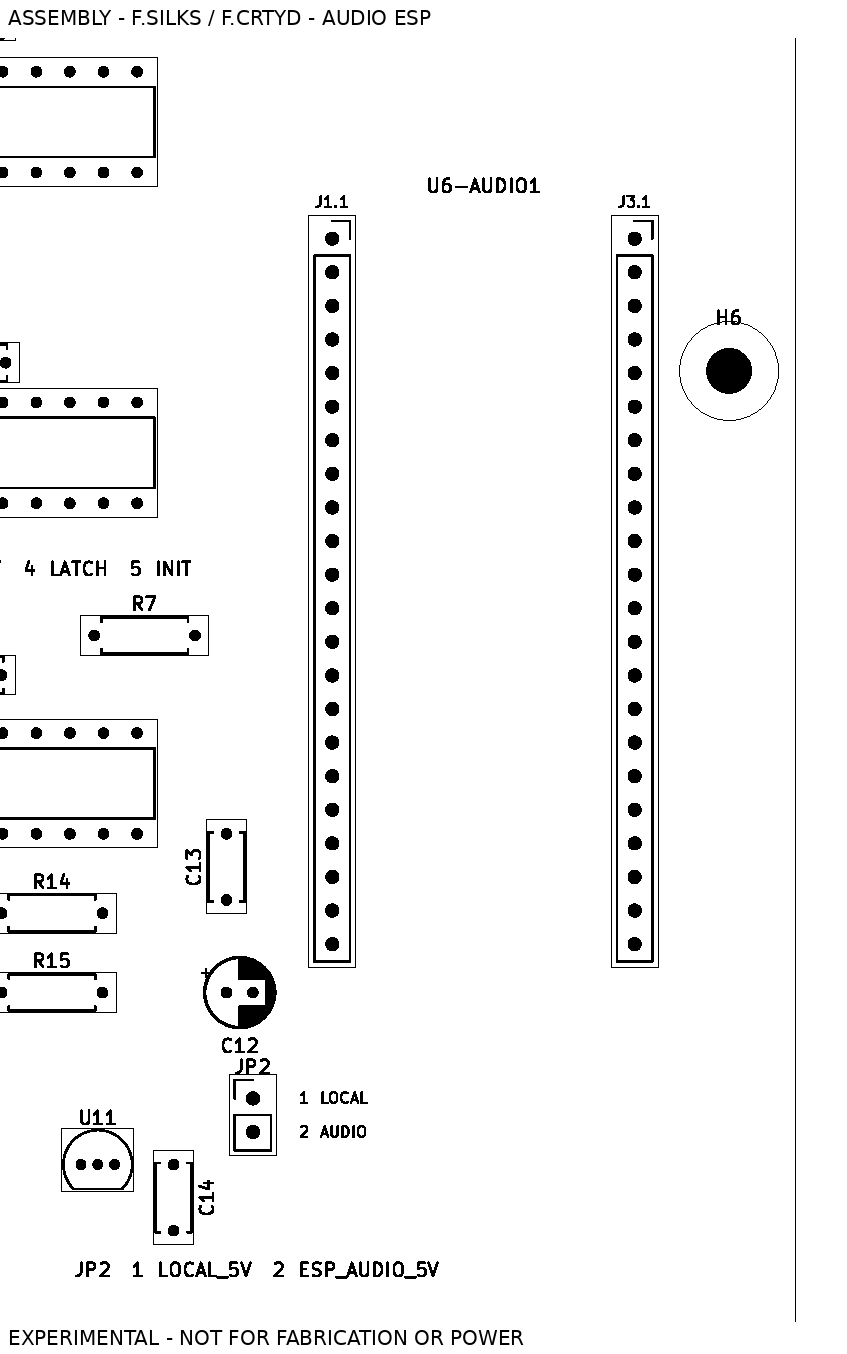 ASSEMBLY - F.SILKS / F.CRTYD - AUDIO ESP
U6-AUDIO1
J1.1
J3.1
H6
4 LATCH 5 INIT
R7
C13
R14
R15
+
C12
JP2
1 LOCAL
U11
2 AUDIO
C14
JP2 1 LOCAL_5V 2 ESP_AUDIO_5V
EXPERIMENTAL - NOT FOR FABRICATION OR POWER